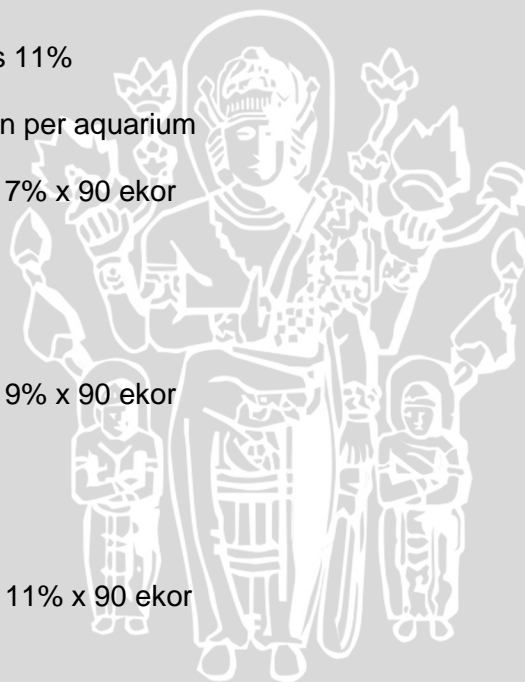 s 11%
n per aquarium
7% x 90 ekor
9% x 90 ekor
11% x 90 ekor